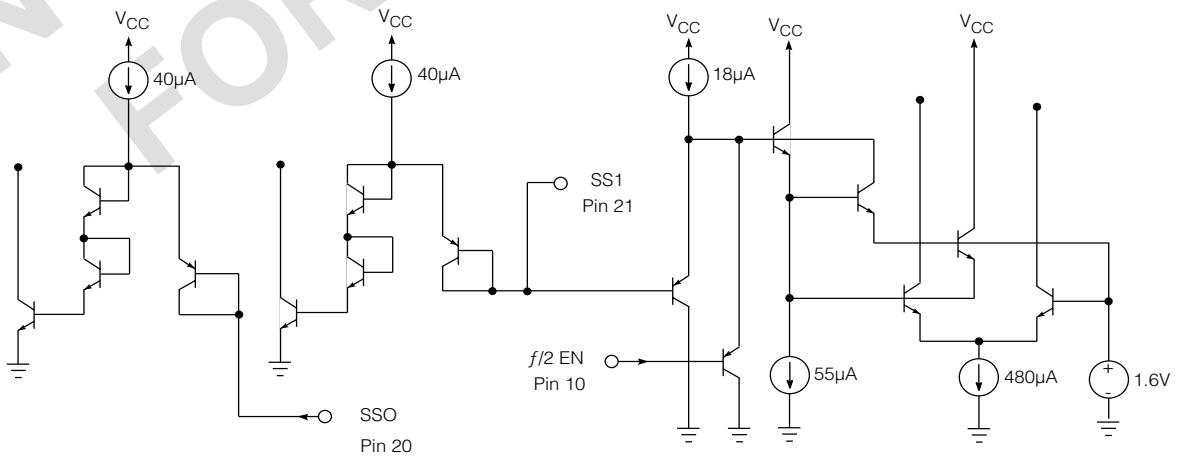 FOR
VCC
40µA
VCC
40µA
VCC
18µA
VCC
VCC
SS1
Pin 21
ƒ/2 EN
Pin 10
55µA
480µA
+
-
1.6V
SSO
Pin 20